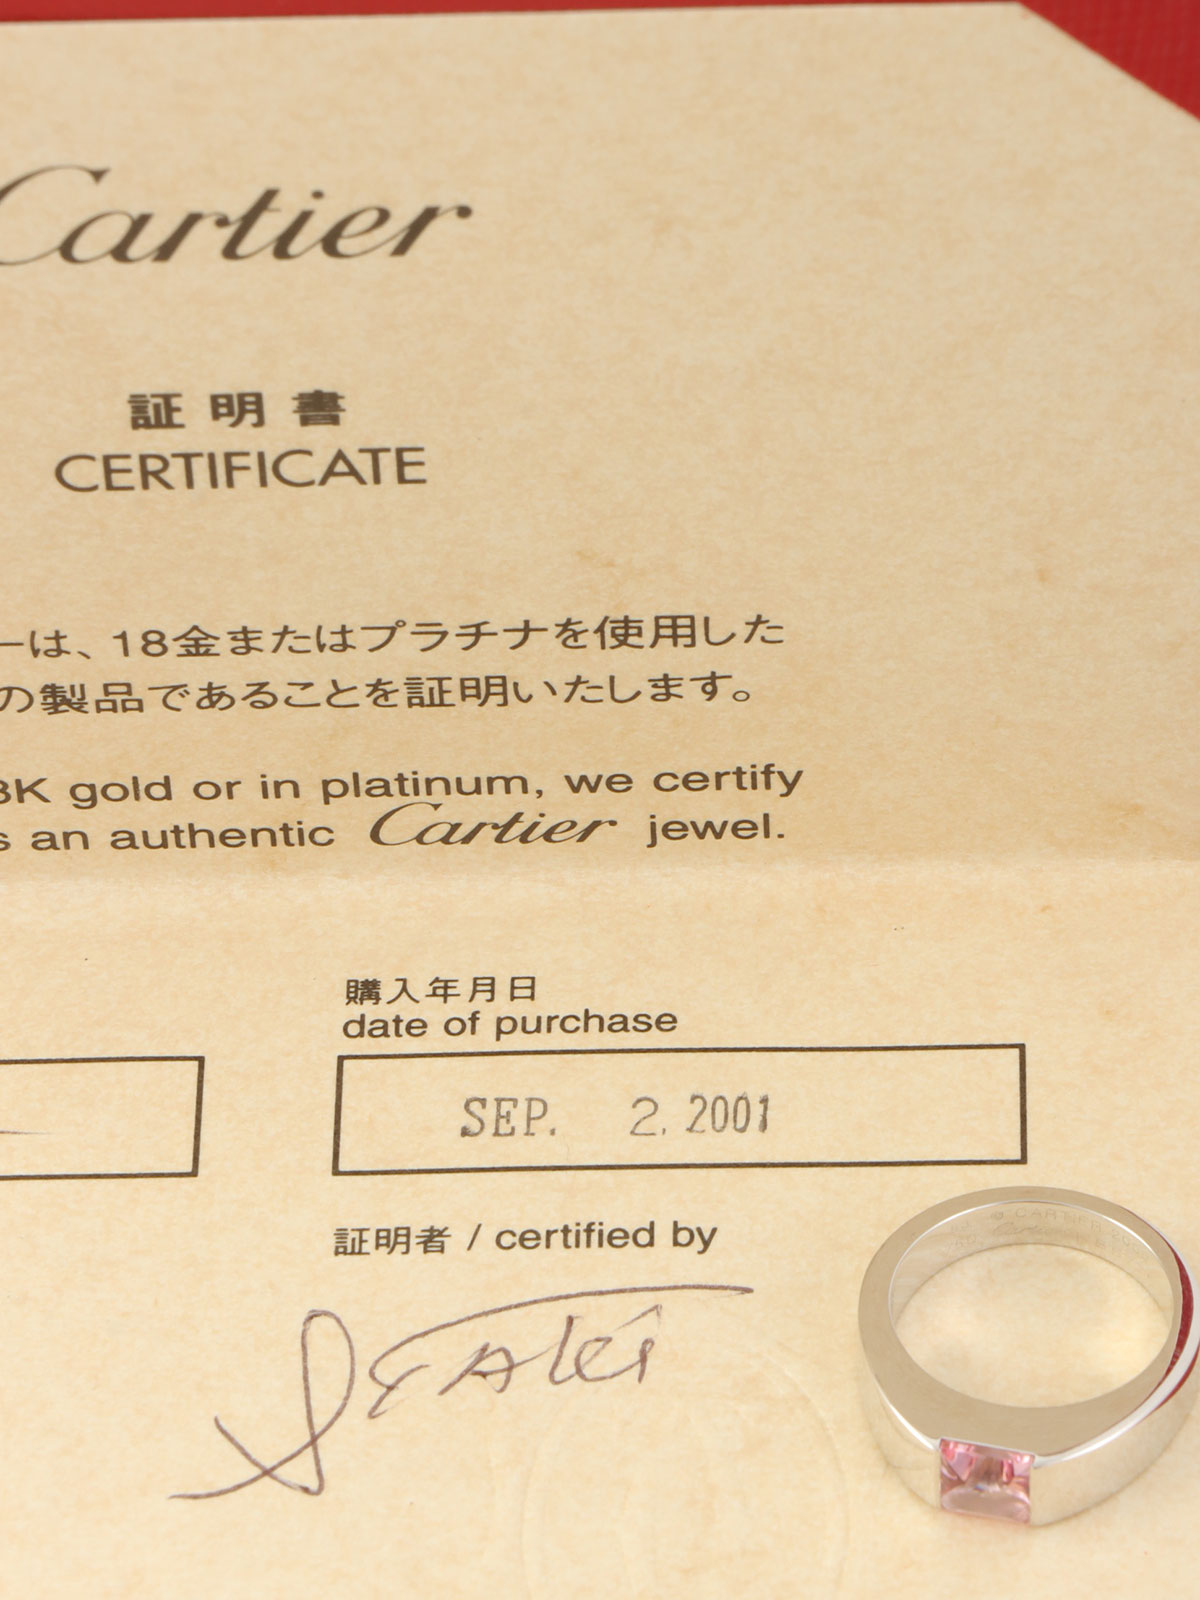 Cartier
証明書
CERTIFICATE
ーは、18金またはプラチナを使用した
の製品であることを証明いたします。
8K gold or in platinum, we certify
s an authentic Cartier jewel.
購入年月日
date of purchase
SEP. 2. 2001
証明者 / certified by
© CARTIER
Cartier